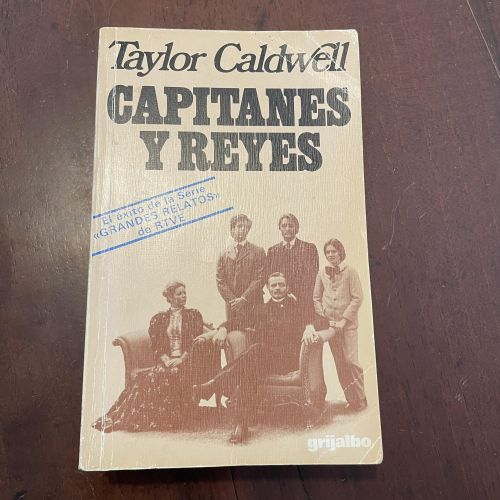 Taylor Caldwell
CAPITANES
Y REYES
El éxito de la Serie
«GRANDES RELATOS»
de RTVE
grijalbo